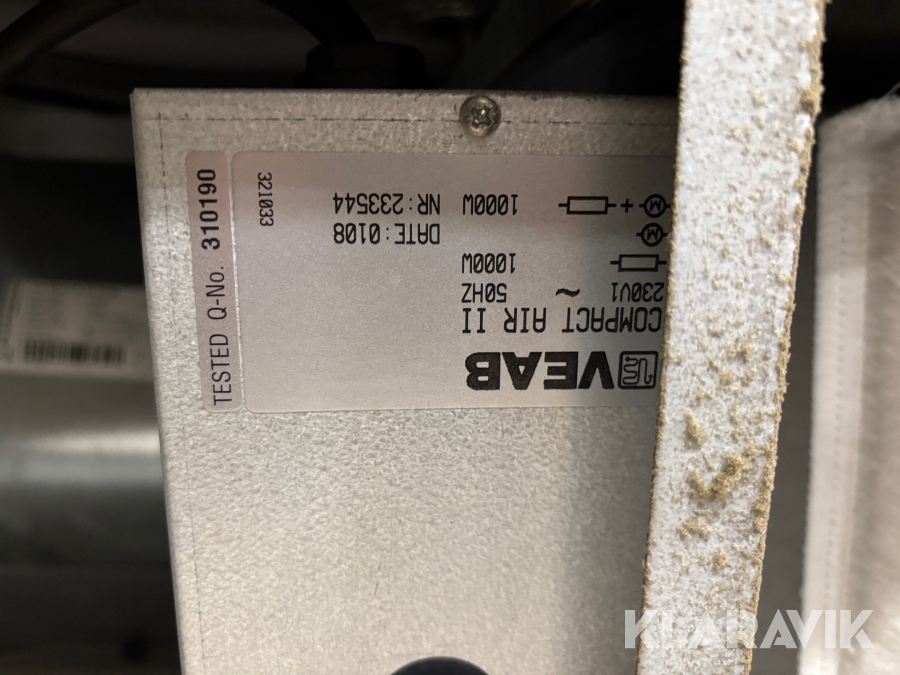 VEAB
COMPACT AIR II
230V1 ~ 50HZ
1000W
M DATE:0108
+ M 1000W NR:233544
321033
TESTED Q-No. 310190
KLARAVIK